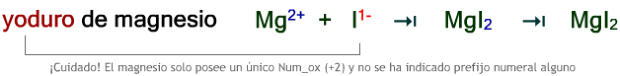 yoduro de magnesio Mg2+ + I1- → MgI2 → MgI2
¡Cuidado! El magnesio solo posee un único Num_ox (+2) y no se ha indicado prefijo numeral alguno